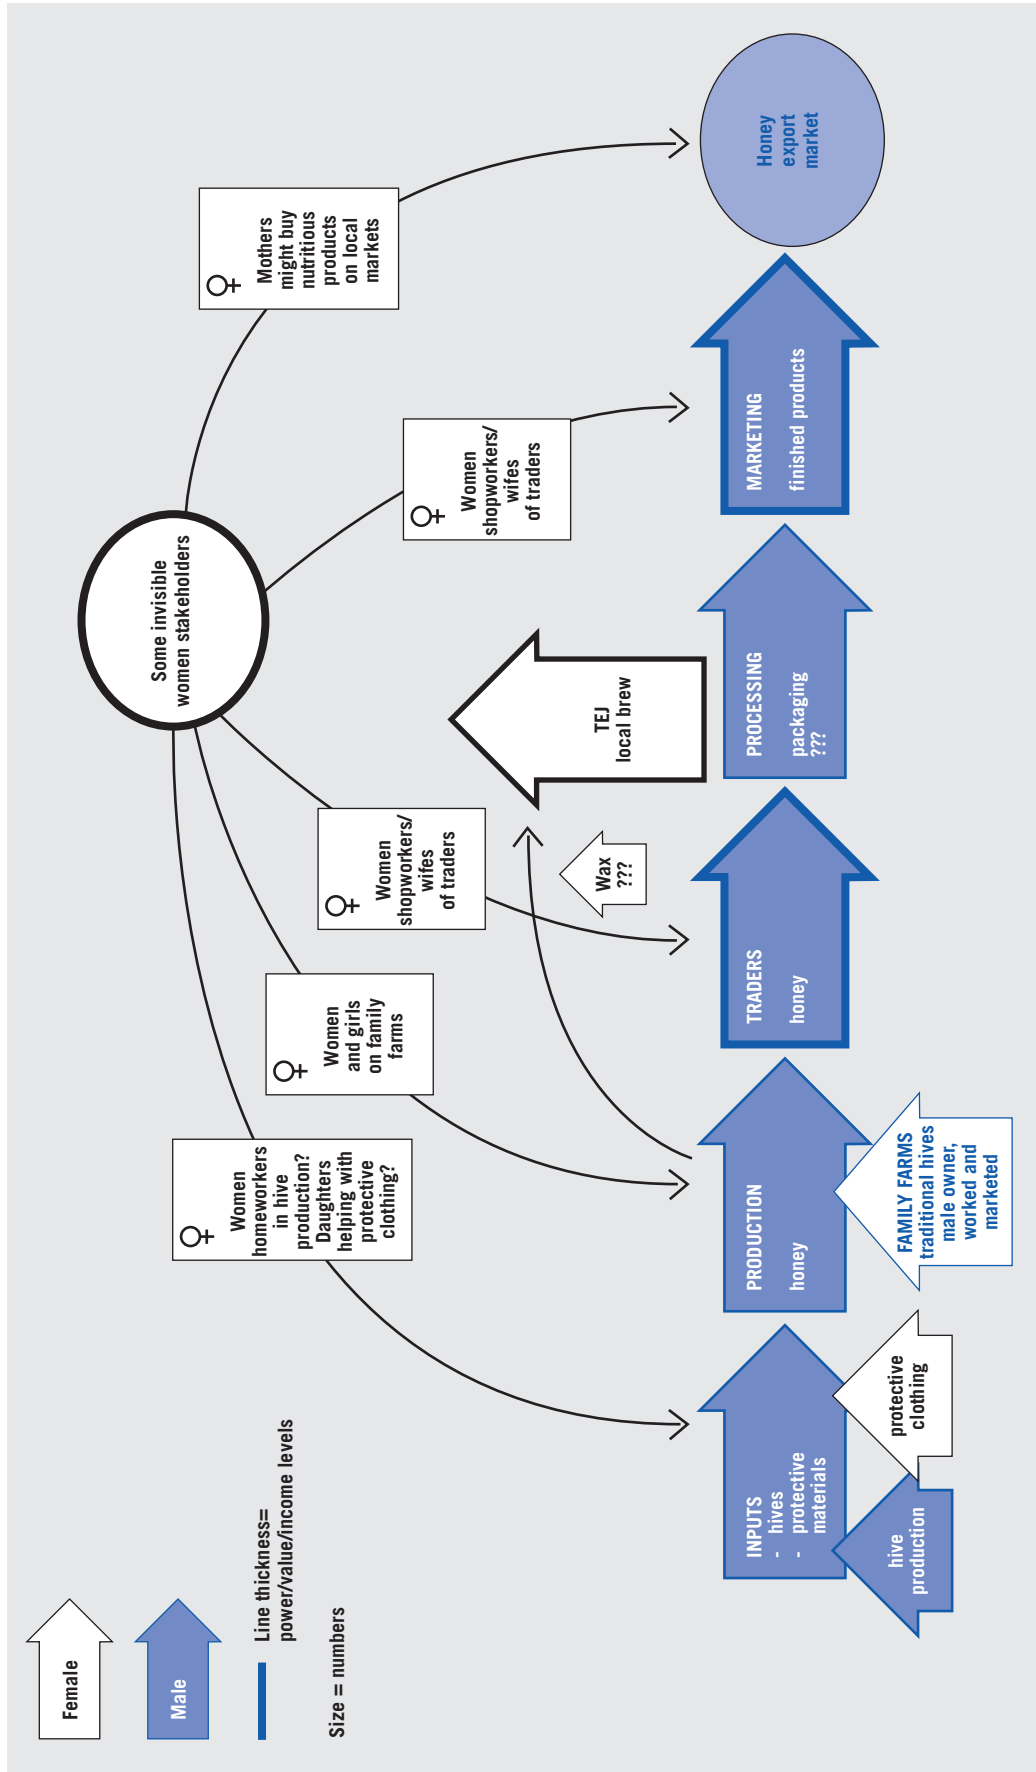 Female
Male
Line thickness=
power/value/income levels
Size = numbers
Some invisible
women stakeholders
Women
homeworkers
in hive
production?
Daughters
helping with
protective
clothing?
Women
and girls
on family
farms
Women
shopworkers/
wifes
of traders
Women
shopworkers/
wifes
of traders
Mothers
might buy
nutritious
products
on local
markets
Wax
???
TEJ
local brew
INPUTS
- hives
- protective
materials
PRODUCTION
honey
TRADERS
honey
PROCESSING
packaging
???
MARKETING
finished products
Honey
export
market
hive
production
protective
clothing
FAMILY FARMS
traditional hives
male owner,
worked and
marketed